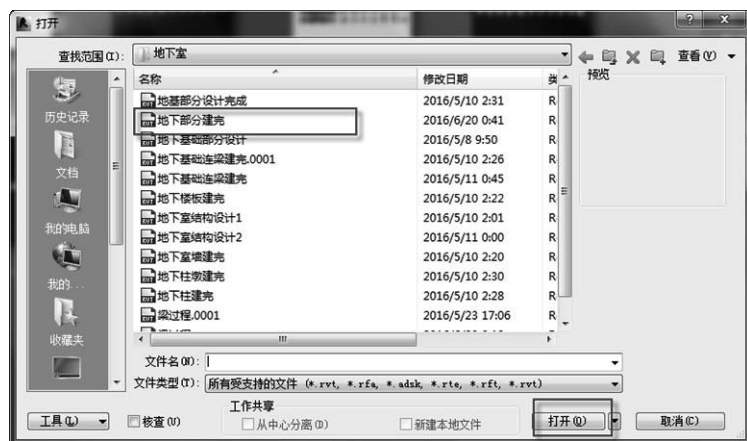 打开
查找范围(I): 地下室 查看(V)
名称 修改日期 类 预览
历史记录
文档
我的电脑
我的...
收藏夹
地基部分设计完成 2016/5/10 2:31 R
地下部分建完 2016/6/20 0:41 R
地下基础部分设计 2016/5/8 9:50 R
地下基础连梁建完.0001 2016/5/10 2:26 R
地下基础连梁建完 2016/5/11 0:45 R
地下楼板建完 2016/5/10 2:22 R
地下室结构设计1 2016/5/10 2:01 R
地下室结构设计2 2016/5/11 0:00 R
地下室墙建完 2016/5/10 2:20 R
地下柱墩建完 2016/5/10 2:30 R
地下柱建完 2016/5/10 2:28 R
梁过程.0001 2016/5/23 17:06 R
文件名(N):
文件类型(T): 所有受支持的文件 (*.rvt, *.rfa, *.adsk, *.rte, *.rft, *.rvt)
工作共享
工具(L) 核查(U) 从中心分离(D) 新建本地文件 打开(O) 取消(C)